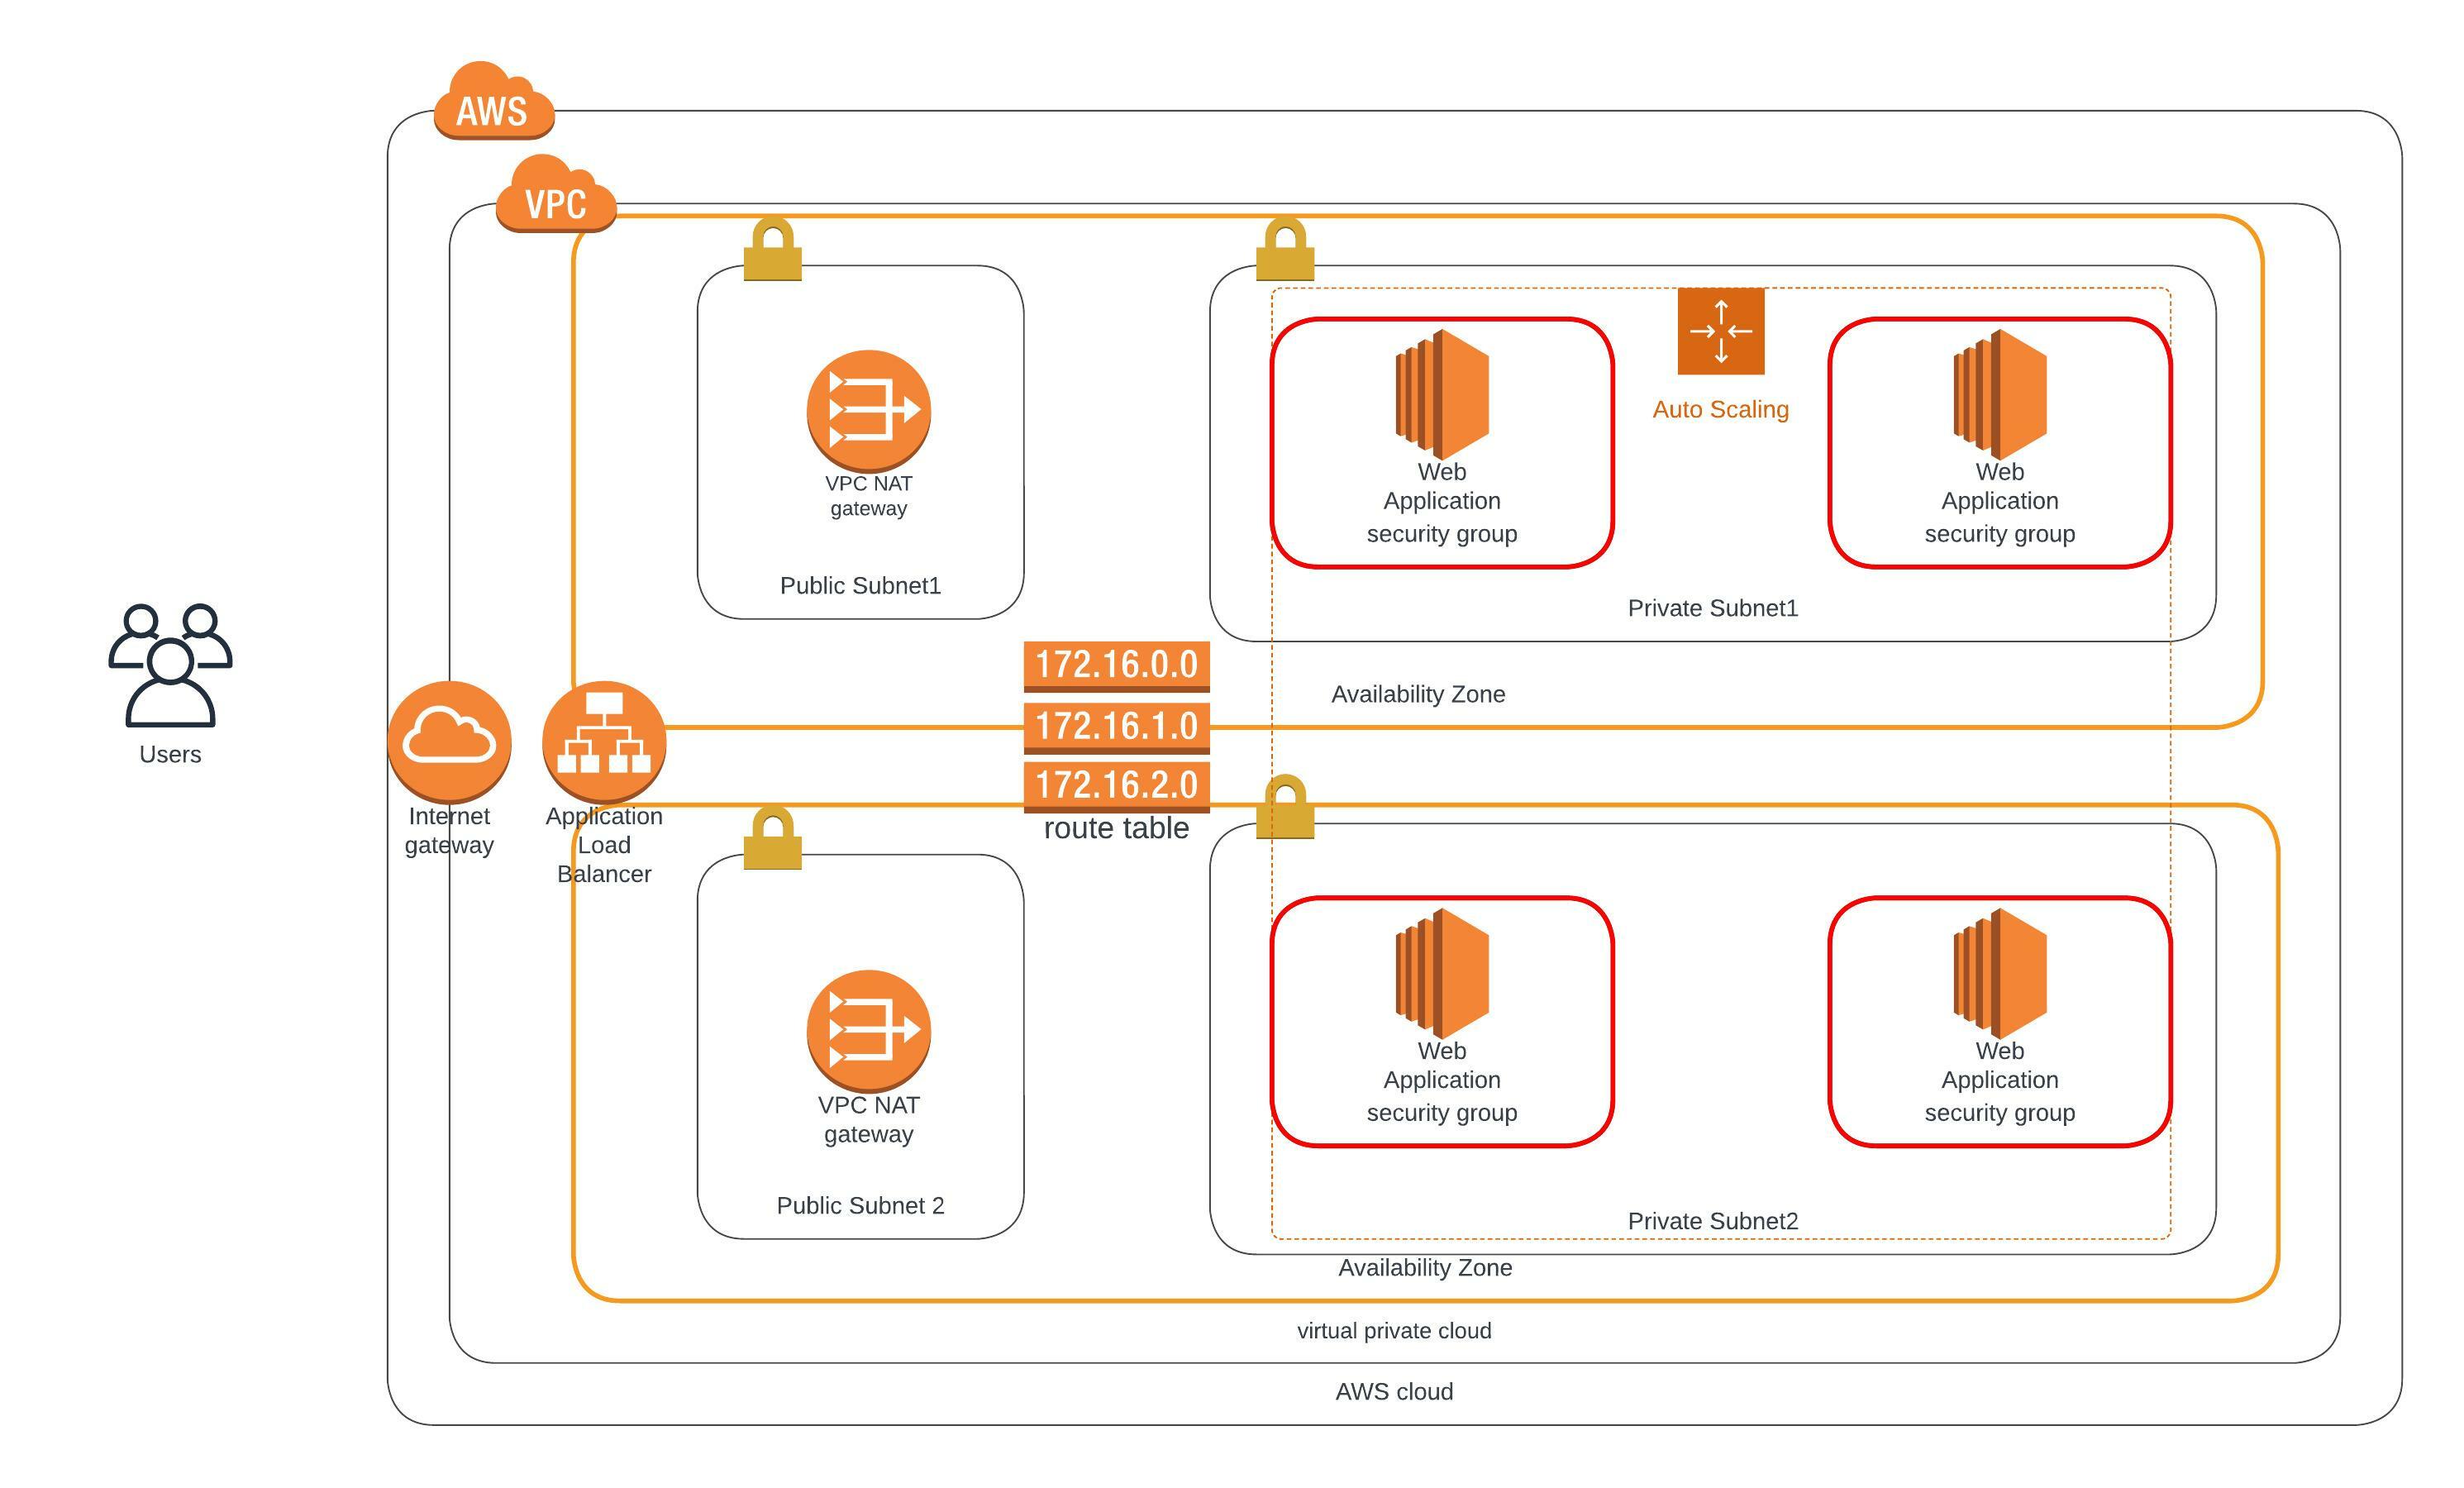 AWS
VPC
Auto Scaling
VPC NAT
gateway
Public Subnet1
Web
Application
security group
Web
Application
security group
Private Subnet1
Availability Zone
Users
Internet
gateway
Application
Load
Balancer
172.16.0.0
172.16.1.0
172.16.2.0
route table
VPC NAT
gateway
Public Subnet 2
Web
Application
security group
Web
Application
security group
Private Subnet2
Availability Zone
virtual private cloud
AWS cloud